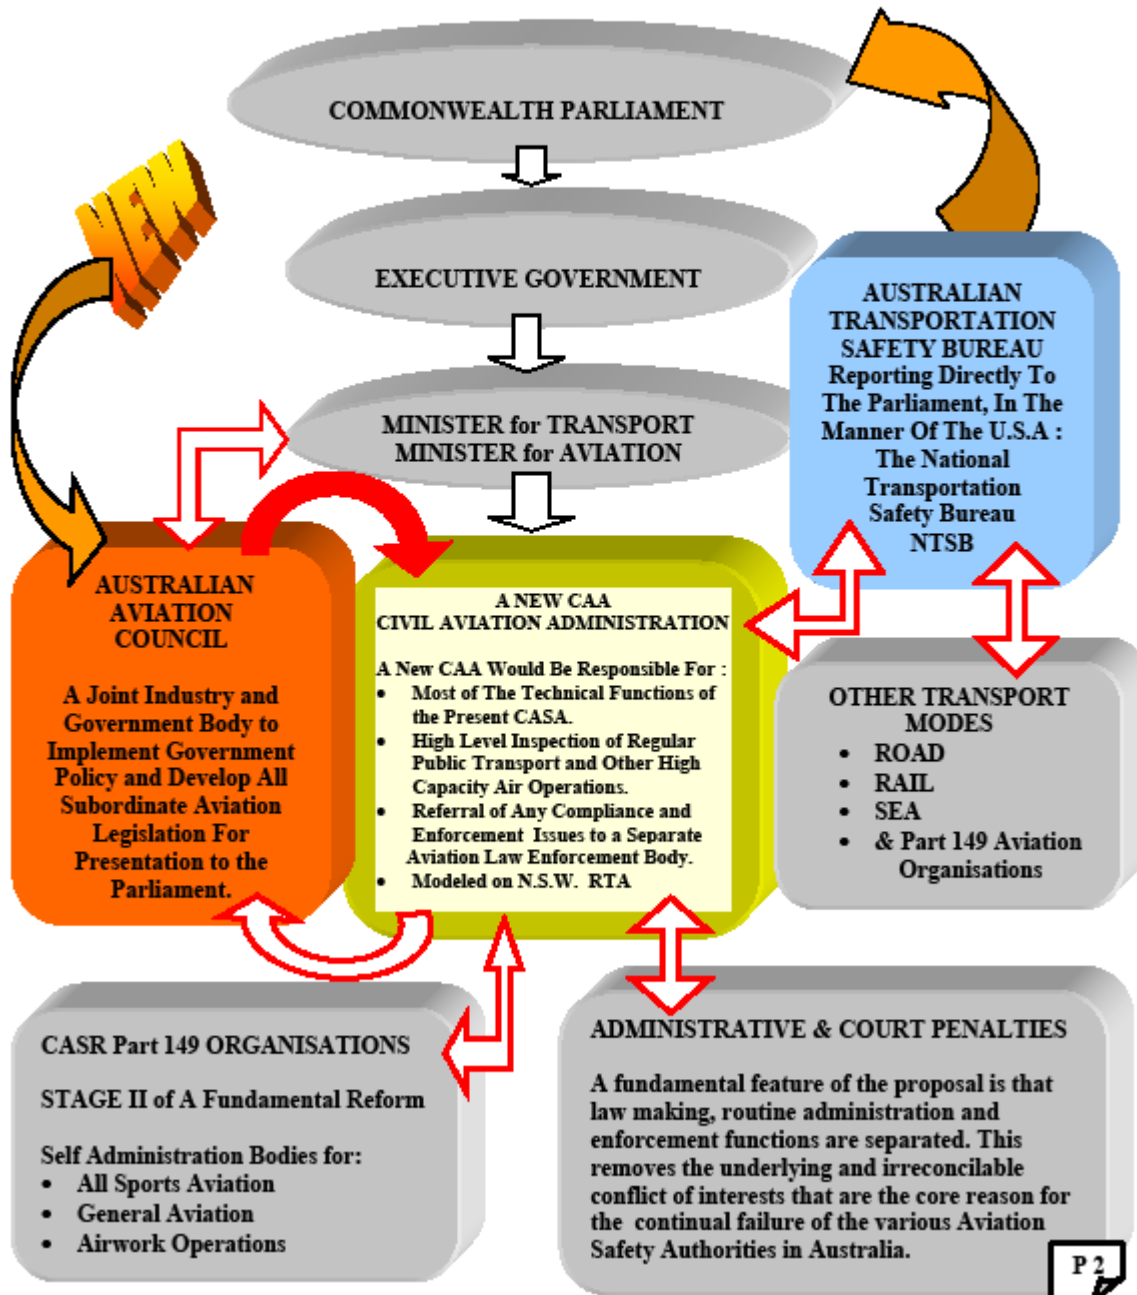 COMMONWEALTH PARLIAMENT
NEW
EXECUTIVE GOVERNMENT
MINISTER for TRANSPORT
MINISTER for AVIATION
AUSTRALIAN
TRANSPORTATION
SAFETY BUREAU
Reporting Directly To
The Parliament, In The
Manner Of The U.S.A :
The National
Transportation
Safety Bureau
NTSB
AUSTRALIAN
AVIATION
COUNCIL
A Joint Industry and
Government Body to
Implement Government
Policy and Develop All
Subordinate Aviation
Legislation For
Presentation to the
Parliament.
A NEW CAA
CIVIL AVIATION ADMINISTRATION
A New CAA Would Be Responsible For :
• Most of The Technical Functions of
the Present CASA.
• High Level Inspection of Regular
Public Transport and Other High
Capacity Air Operations.
• Referral of Any Compliance and
Enforcement Issues to a Separate
Aviation Law Enforcement Body.
• Modeled on N.S.W. RTA
OTHER TRANSPORT
MODES
• ROAD
• RAIL
• SEA
• & Part 149 Aviation
Organisations
CASR Part 149 ORGANISATIONS
STAGE II of A Fundamental Reform
Self Administration Bodies for:
• All Sports Aviation
• General Aviation
• Airwork Operations
ADMINISTRATIVE & COURT PENALTIES
A fundamental feature of the proposal is that
law making, routine administration and
enforcement functions are separated. This
removes the underlying and irreconcilable
conflict of interests that are the core reason for
the continual failure of the various Aviation
Safety Authorities in Australia.
P 2